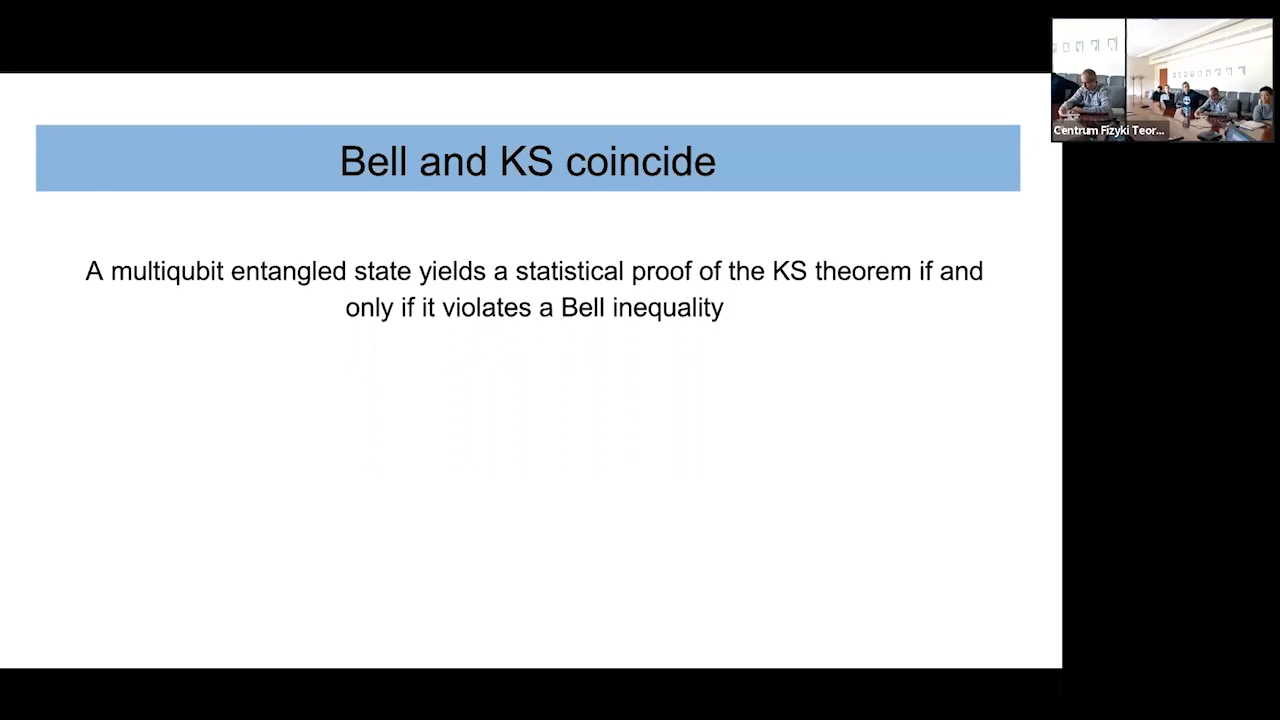 Bell and KS coincide
A multiqubit entangled state yields a statistical proof of the KS theorem if and
only if it violates a Bell inequality
Centrum Fizyki Teor...